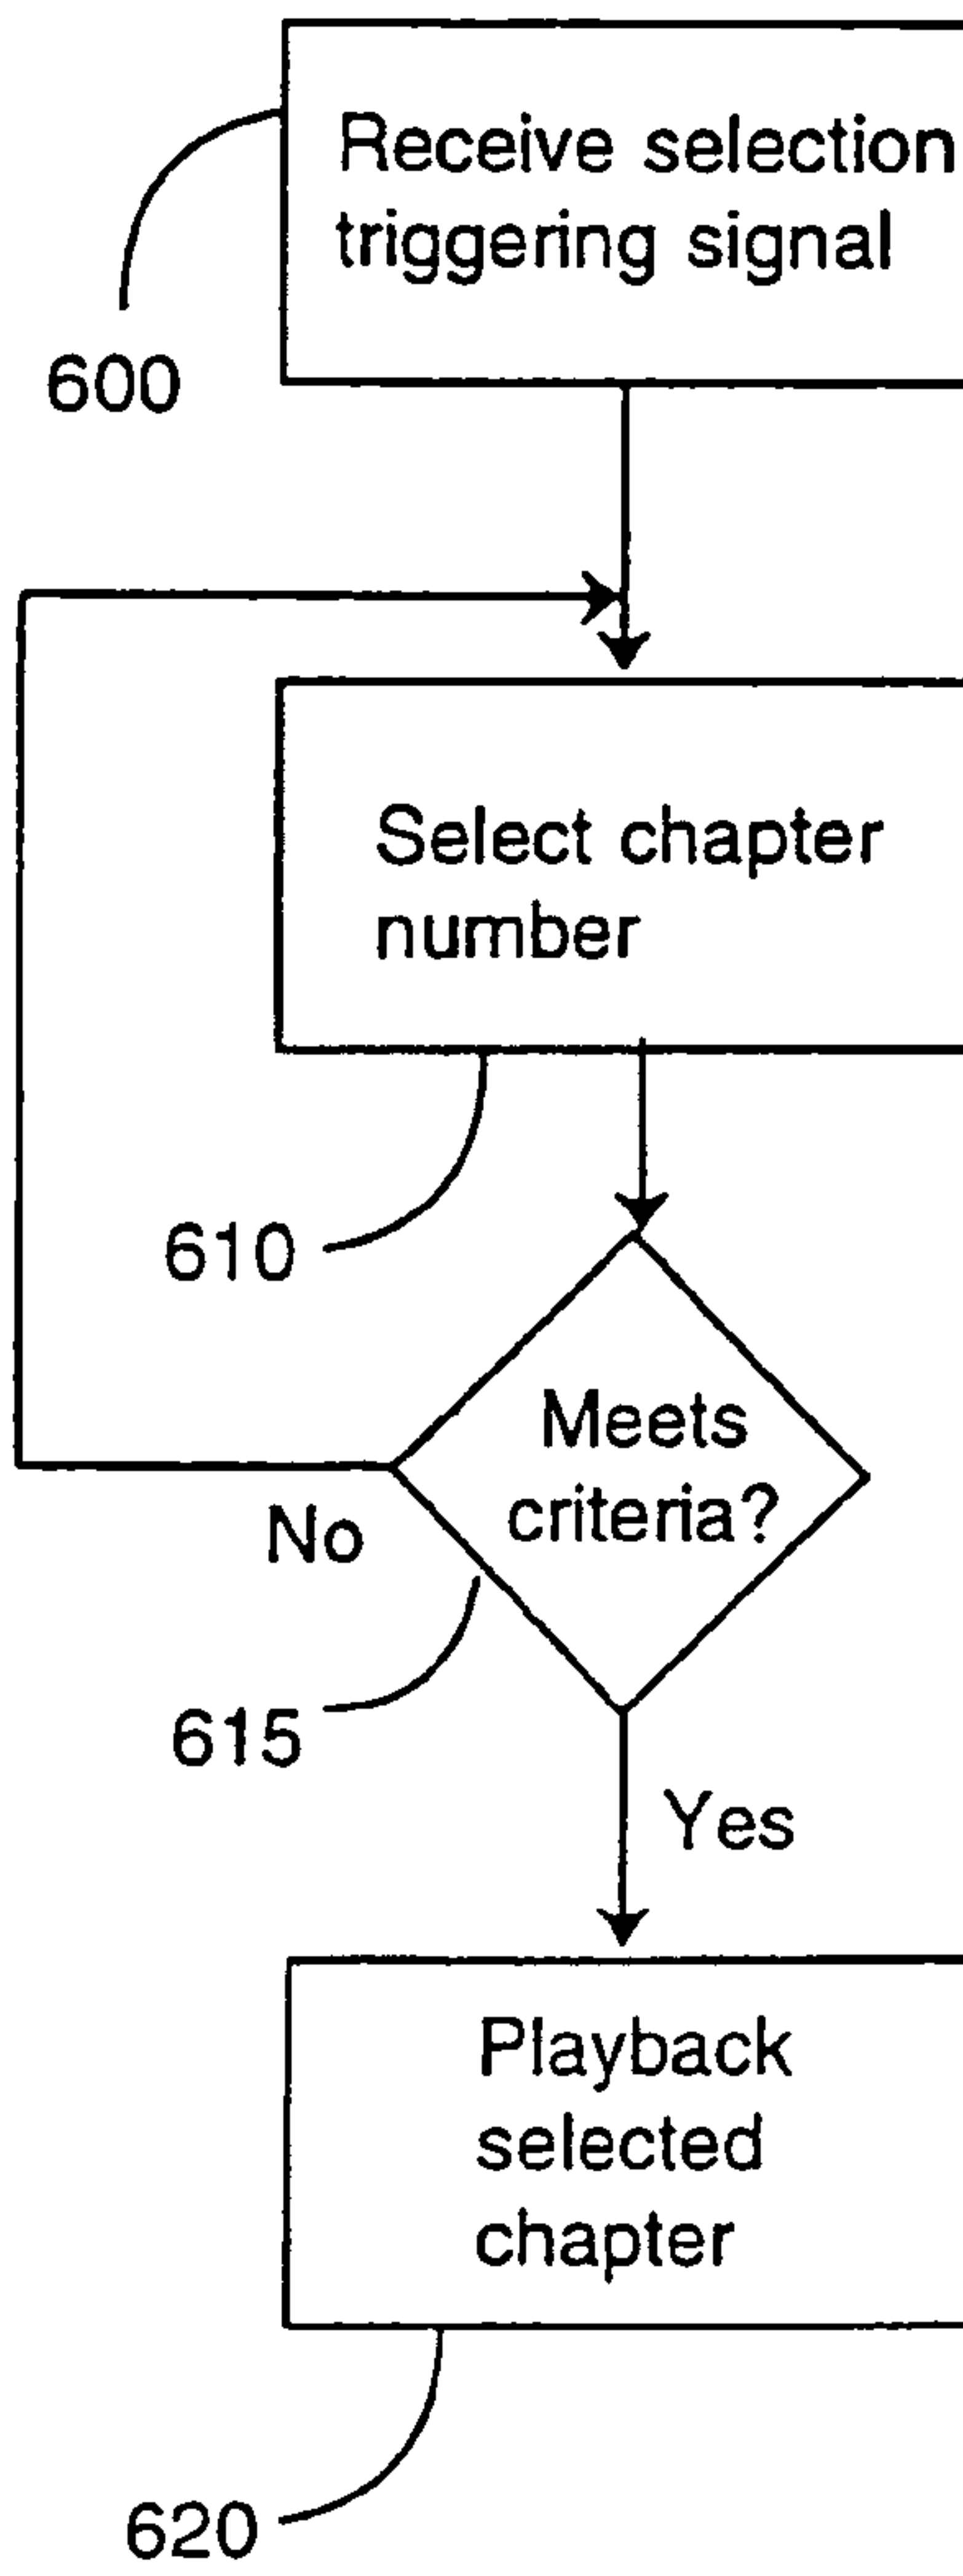 Receive selection
triggering signal
600
Select chapter
number
610
Meets
criteria?
No
615
Yes
Playback
selected
chapter
620